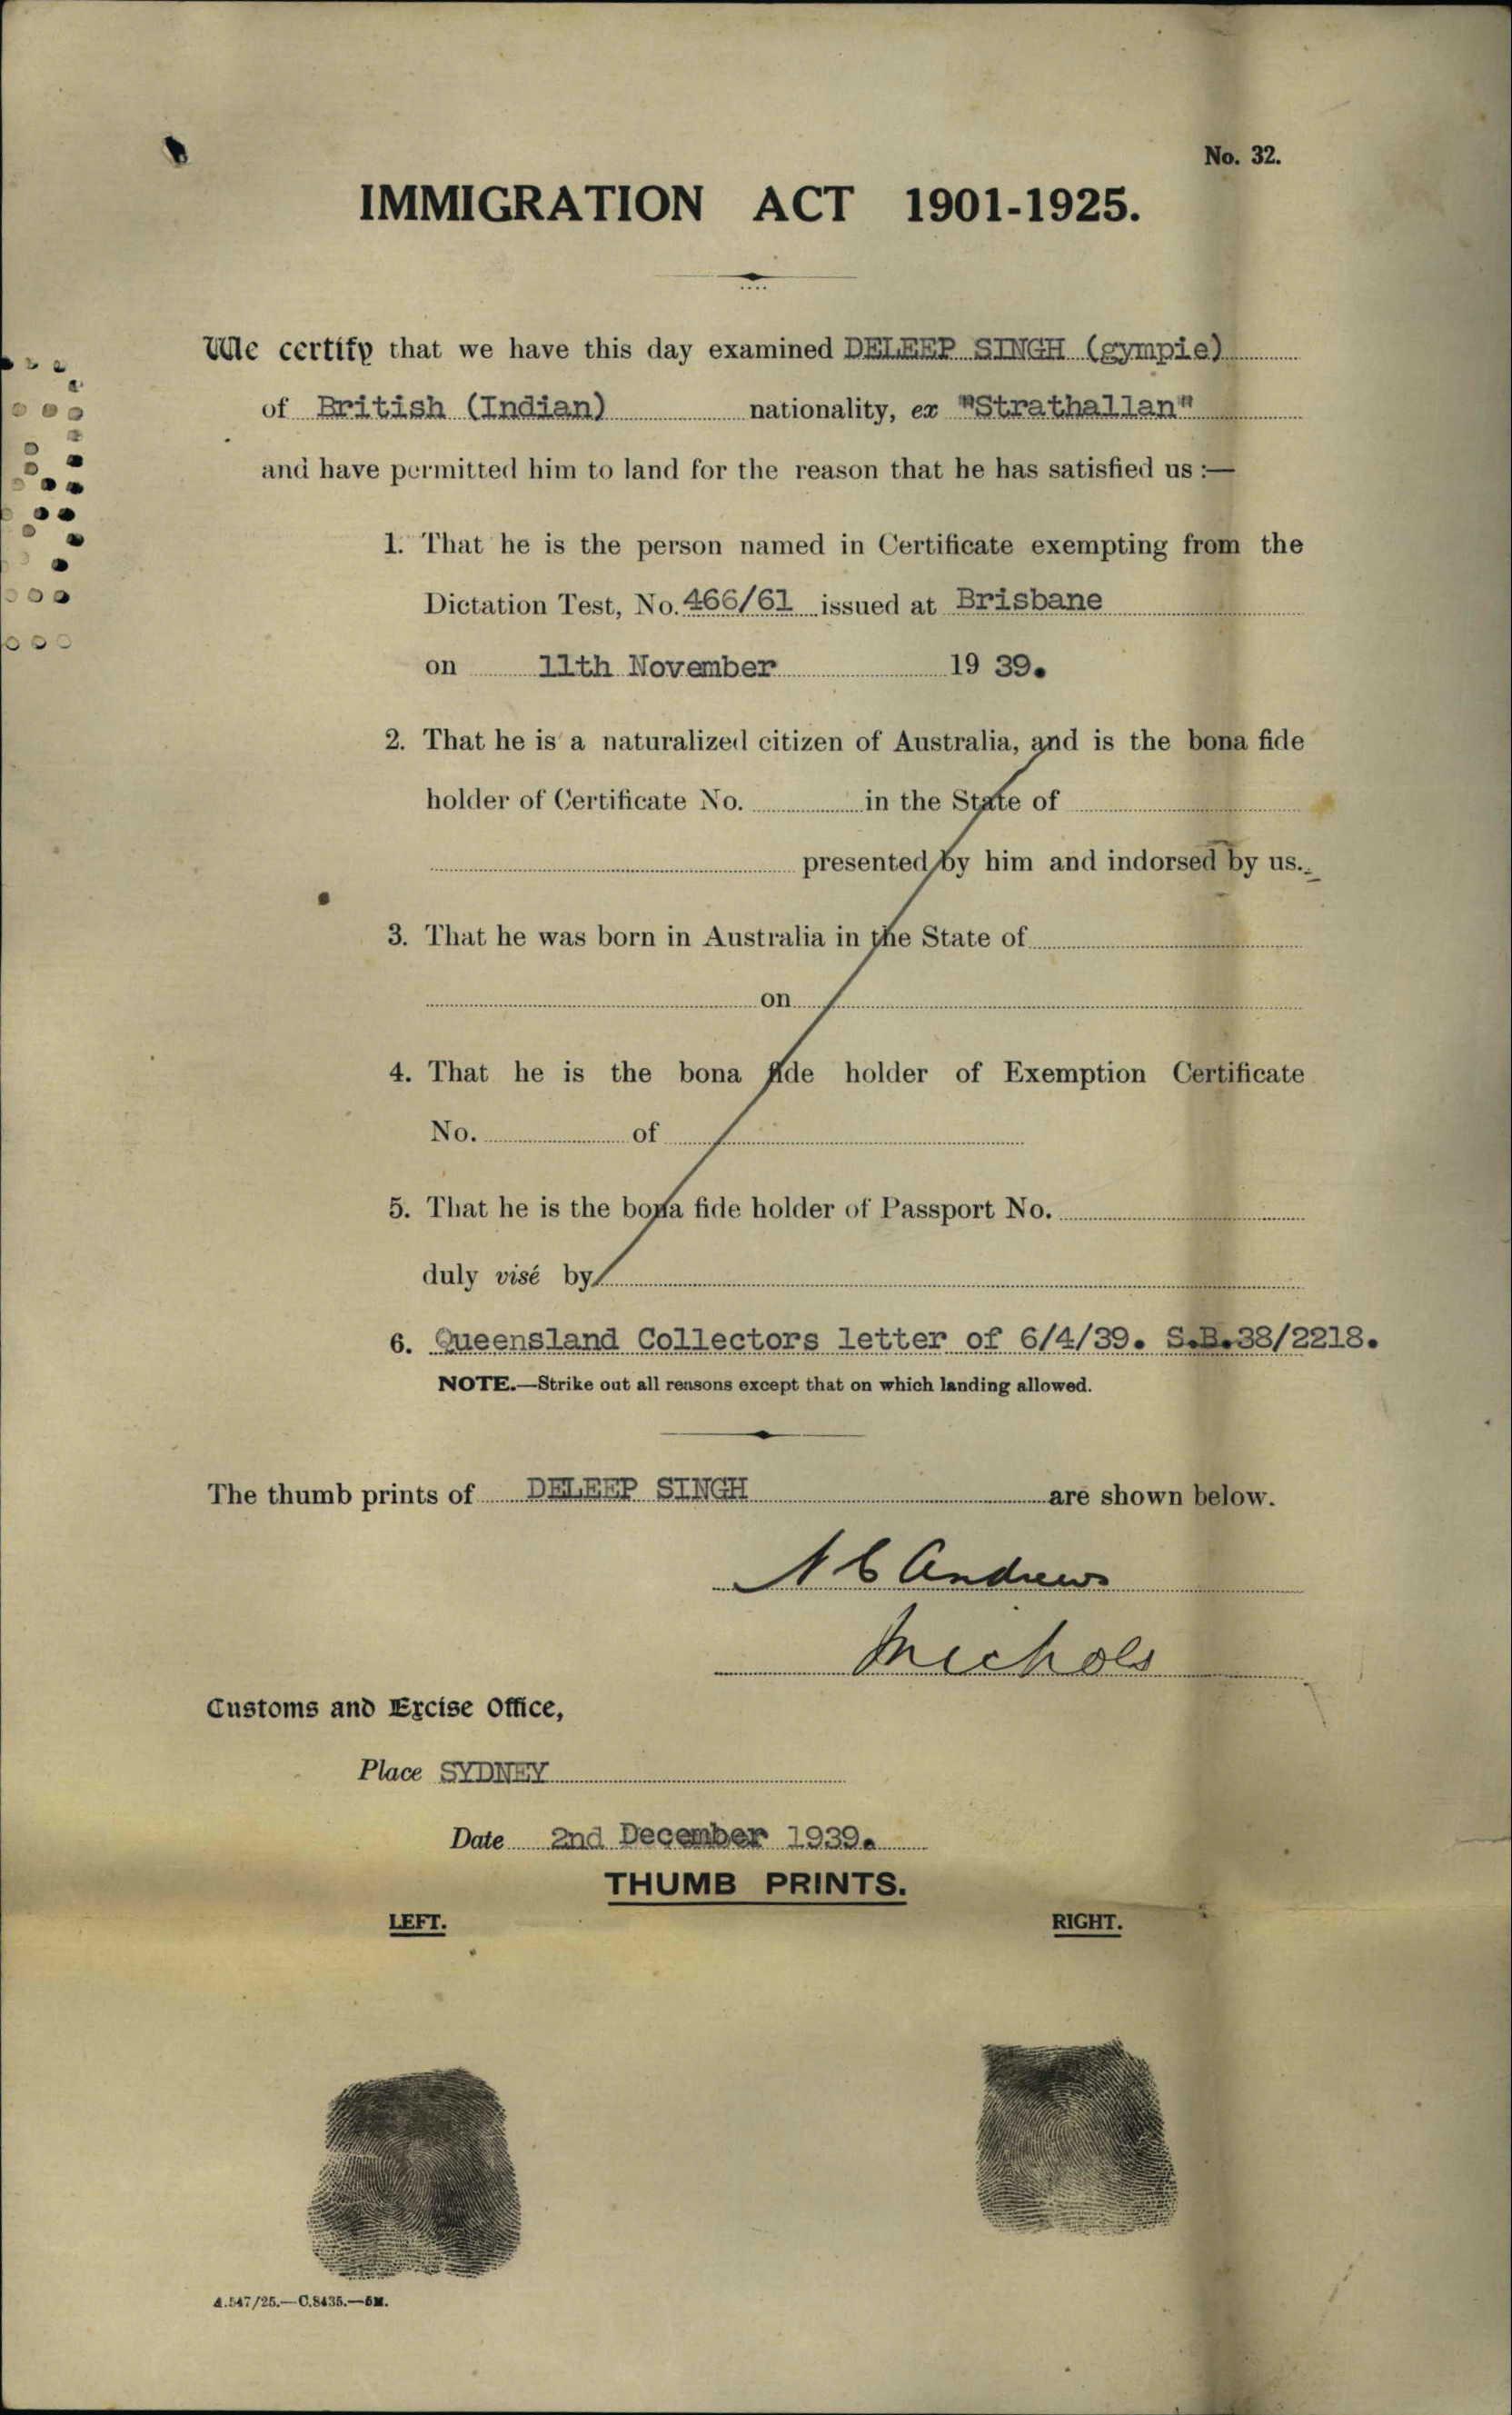 No. 32.
IMMIGRATION ACT 1901-1925.
We certify that we have this day examined DELEEP SINGH (gympie)
of British (Indian) nationality, ex "Strathallan"
and have permitted him to land for the reason that he has satisfied us :—
1. That he is the person named in Certificate exempting from the
Dictation Test, No. 466/61 issued at Brisbane
on 11th November 19 39.
2. That he is a naturalized citizen of Australia, and is the bona fide
holder of Certificate No. in the State of
presented by him and indorsed by us.
3. That he was born in Australia in the State of
on
4. That he is the bona fide holder of Exemption Certificate
No. of
5. That he is the bona fide holder of Passport No.
duly visé by
6. Queensland Collectors letter of 6/4/39. S.B.38/2218.
NOTE.—Strike out all reasons except that on which landing allowed.
The thumb prints of DELEEP SINGH are shown below.
Andrews
Nichols
Customs and Excise Office,
Place SYDNEY
Date 2nd December 1939.
THUMB PRINTS.
LEFT. RIGHT.
A.547/25.—C.8435.—5M.